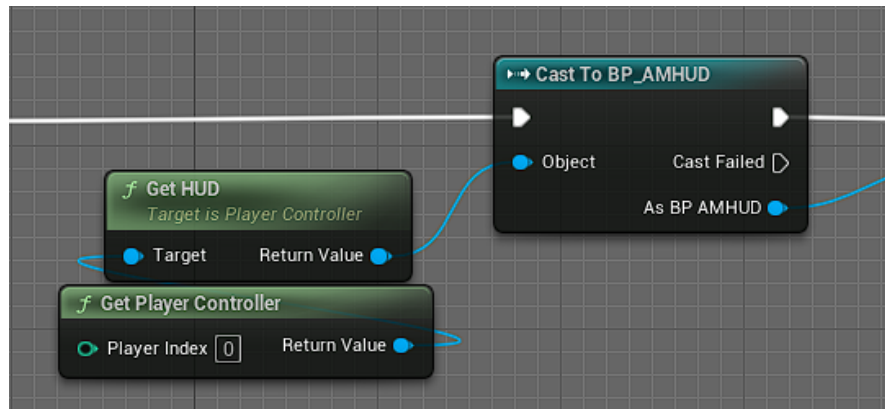 Cast To BP_AMHUD
Object
Cast Failed
As BP AMHUD
f Get HUD
Target is Player Controller
Target
Return Value
f Get Player Controller
Player Index 0
Return Value